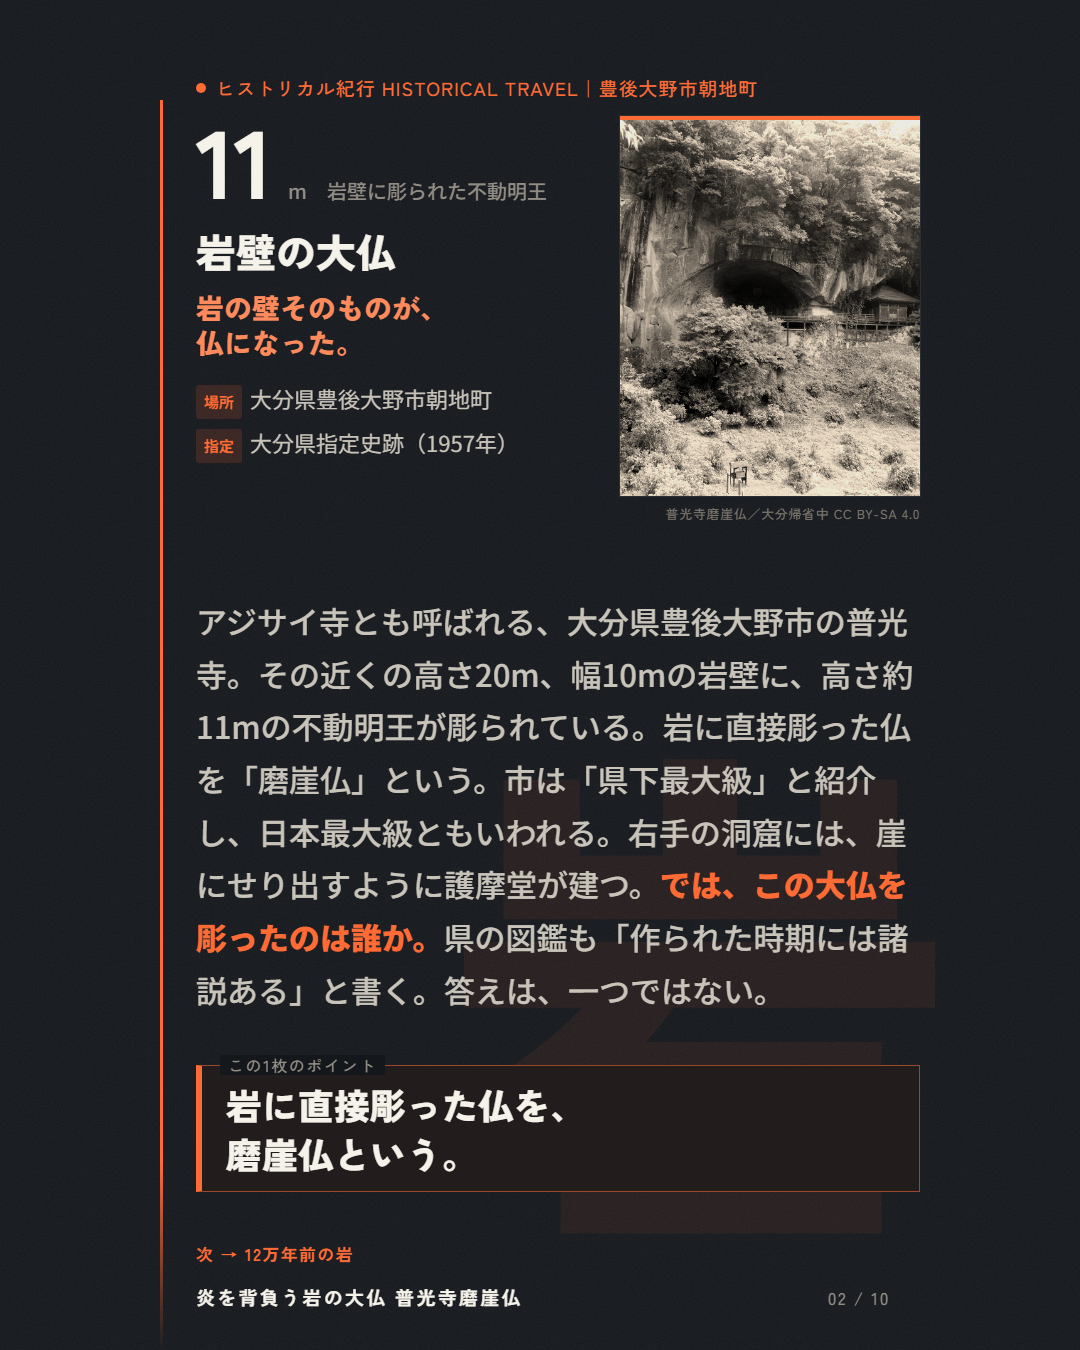 ヒストリカル紀行 HISTORICAL TRAVEL｜豊後大野市朝地町
11 m 岩壁に彫られた不動明王
岩壁の大仏
岩の壁そのものが、
仏になった。
場所 大分県豊後大野市朝地町
指定 大分県指定史跡（1957年）
普光寺磨崖仏／大分帰省中 CC BY-SA 4.0
アジサイ寺とも呼ばれる、大分県豊後大野市の普光
寺。その近くの高さ20m、幅10mの岩壁に、高さ約
11mの不動明王が彫られている。岩に直接彫った仏
を「磨崖仏」という。市は「県下最大級」と紹介
し、日本最大級ともいわれる。右手の洞窟には、崖
にせり出すように護摩堂が建つ。では、この大仏を
彫ったのは誰か。県の図鑑も「作られた時期には諸
説ある」と書く。答えは、一つではない。
岩
この1枚のポイント
岩に直接彫った仏を、
磨崖仏という。
次 → 12万年前の岩
炎を背負う岩の大仏 普光寺磨崖仏
02 / 10